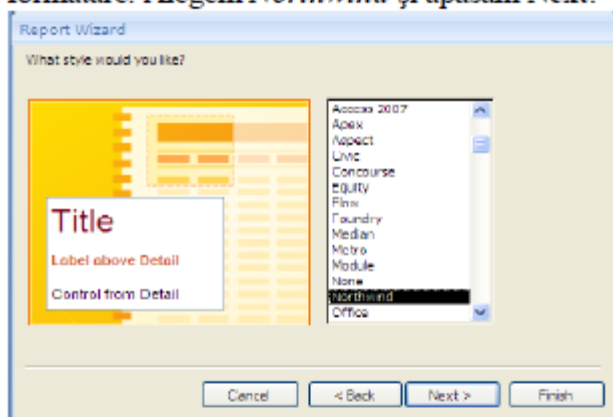 formatare. Alegem Northwind şi apăsăm Next.
Report Wizard
What style would you like?
Title
Label above Detail
Control from Detail
Access 2007
Apex
Aspect
Civic
Concourse
Equity
Flow
Foundry
Median
Metro
Module
None
Northwind
Office
Cancel
< Back
Next >
Finish